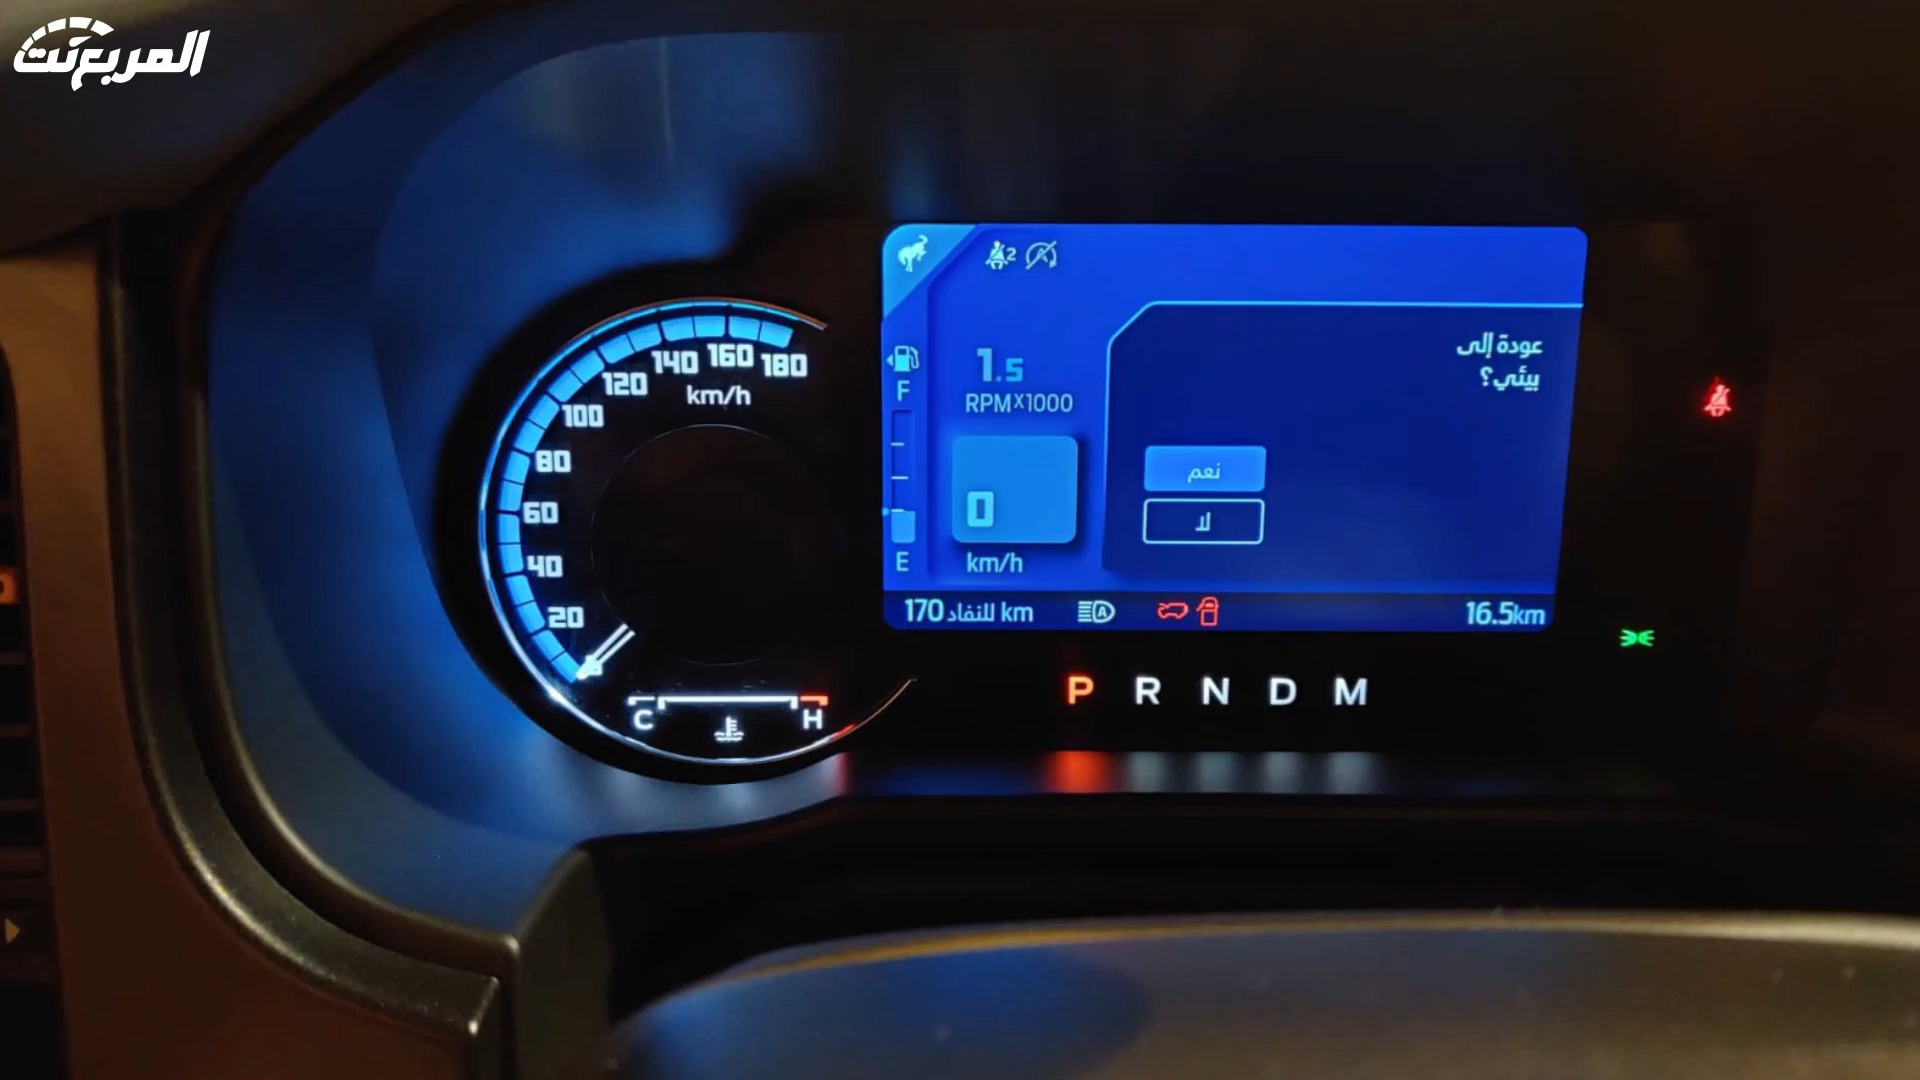 المربع نت
180
160
140
120
100
80
60
40
20
km/h
C
H
2
F
E
1.5
RPMx1000
0
km/h
عودة إلى
بيئي؟
نعم
لا
170 للنفاد km
A
16.5km
P R N D M